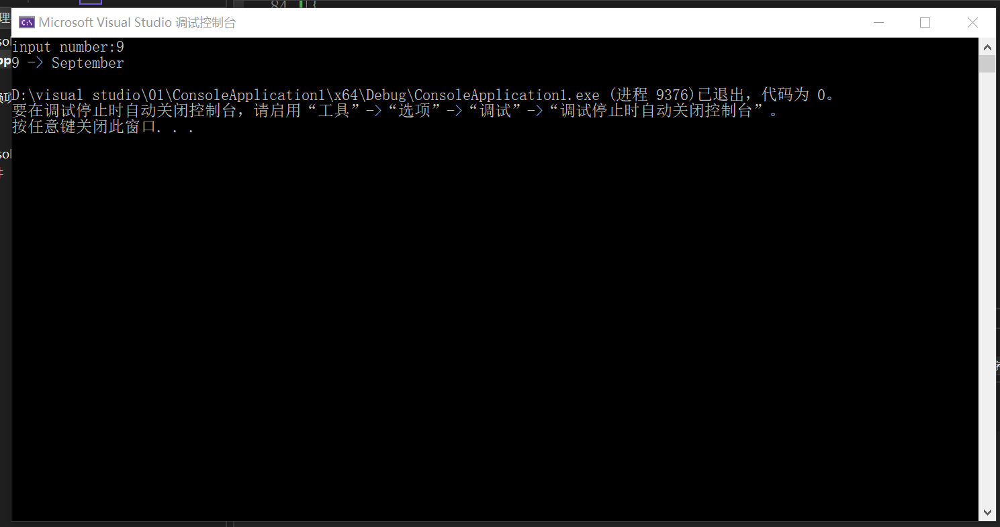 84
理
Microsoft Visual Studio 调试控制台
input number:9
9 -> September
D:\visual studio\01\ConsoleApplication1\x64\Debug\ConsoleApplication1.exe (进程 9376)已退出，代码为 0。
要在调试停止时自动关闭控制台，请启用“工具”->“选项”->“调试”->“调试停止时自动关闭控制台”。
按任意键关闭此窗口. . .